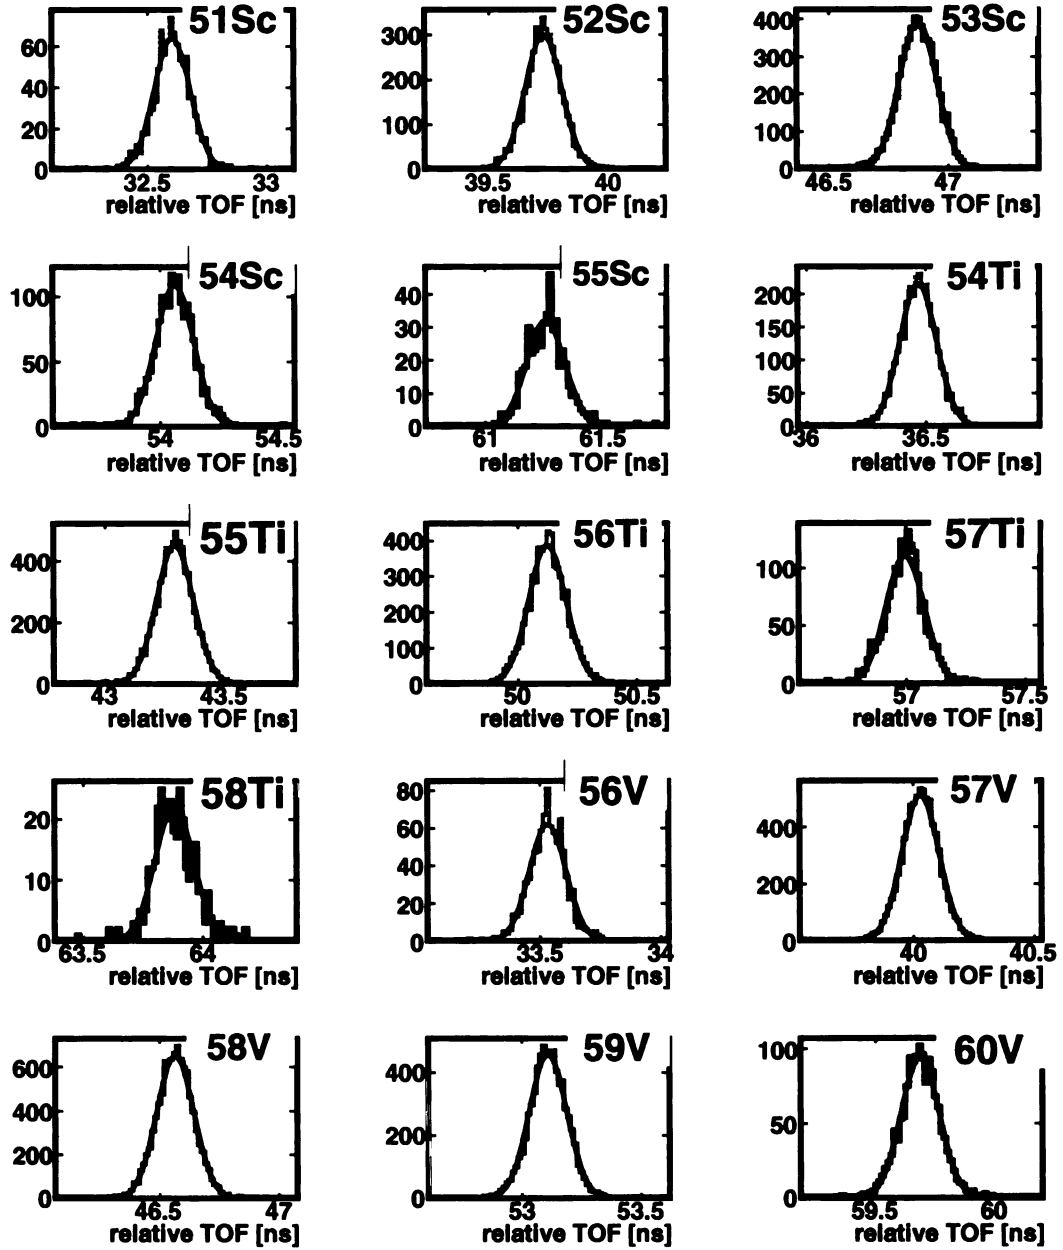 51Sc
60
40
20
0
32.5 33
relative TOF [ns]
52Sc
300
200
100
0
39.5 40
relative TOF [ns]
53Sc
400
300
200
100
0
46.5 47
relative TOF [ns]
54Sc
100
50
0
54 54.5
relative TOF [ns]
55Sc
40
30
20
10
0
61 61.5
relative TOF [ns]
54Ti
200
150
100
50
0
36 36.5
relative TOF [ns]
55Ti
400
200
0
43 43.5
relative TOF [ns]
56Ti
400
300
200
100
0
50 50.5
relative TOF [ns]
57Ti
100
50
0
57 57.5
relative TOF [ns]
58Ti
20
10
0
63.5 64
relative TOF [ns]
56V
80
60
40
20
0
33.5 34
relative TOF [ns]
57V
400
200
0
40 40.5
relative TOF [ns]
58V
600
400
200
0
46.5 47
relative TOF [ns]
59V
400
200
0
53 53.5
relative TOF [ns]
60V
100
50
0
59.5 60
relative TOF [ns]